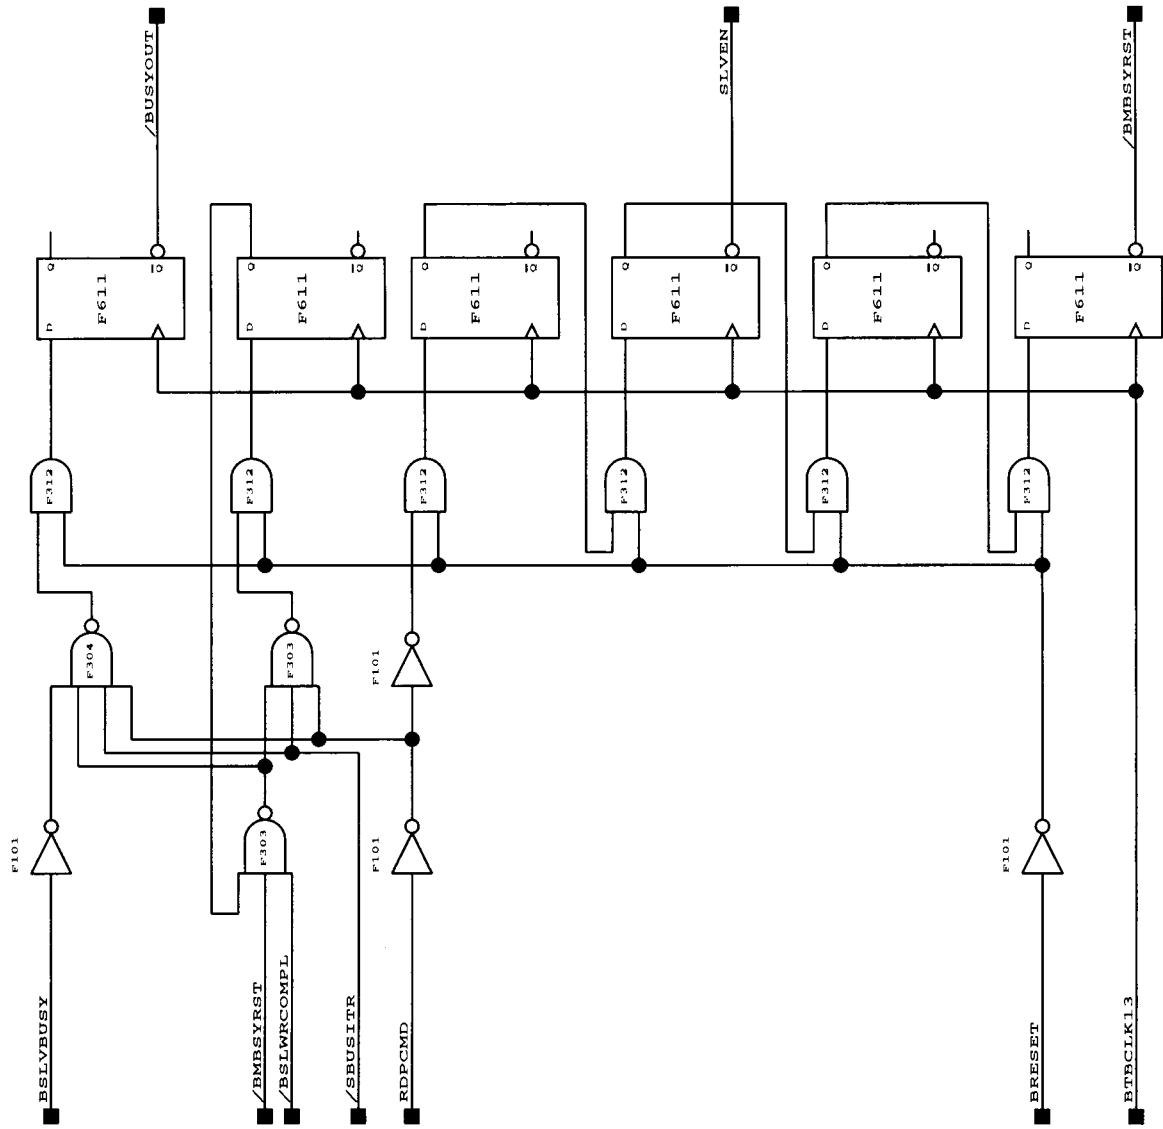 /BUSYOUT
SLVEN
/BMBSYRST
Q
Q
Q
Q
Q
Q
Q
Q
Q
Q
Q
Q
F611
F611
F611
F611
F611
F611
D
D
D
D
D
D
F312
F312
F312
F312
F312
F312
F304
F303
F101
F101
F303
F101
F101
BSLVBUSY
/BMBSYRST
/BSLWRCOMPL
/SBUSITR
RDPCMD
BRESET
BTBCLK13